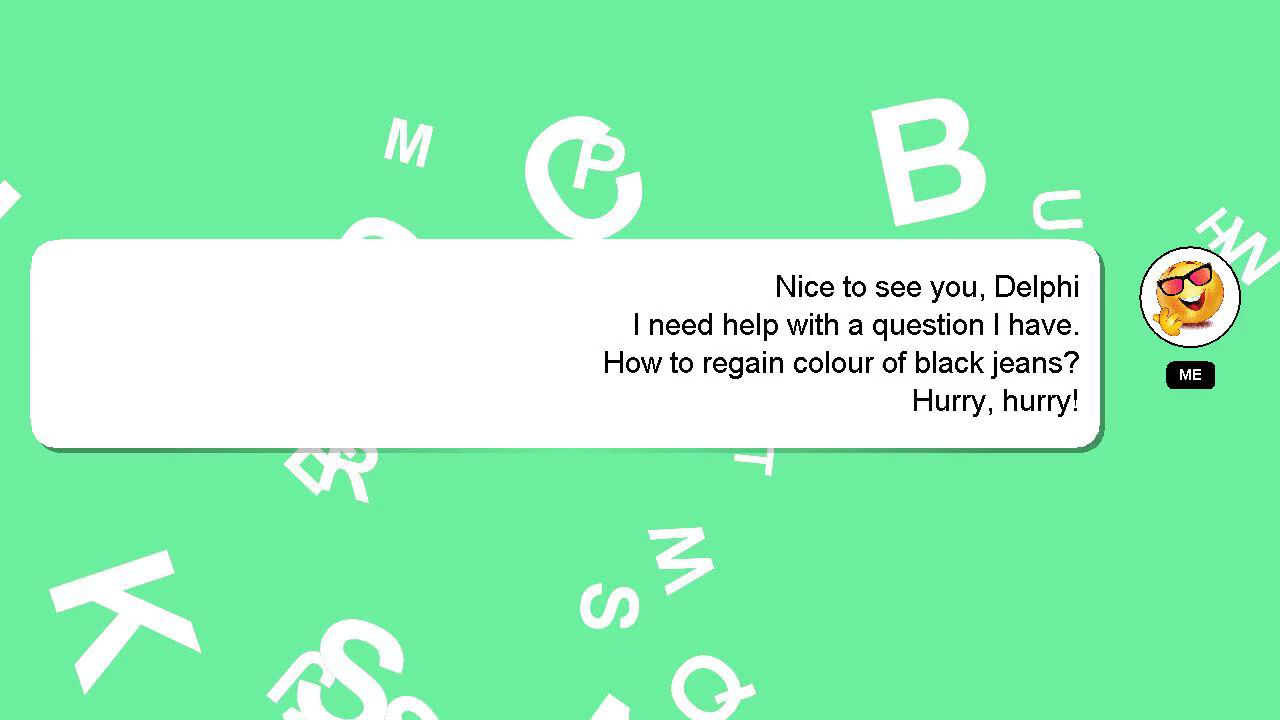 M
C
P
B
U
H
W
Nice to see you, Delphi
I need help with a question I have.
How to regain colour of black jeans?
Hurry, hurry!
ME
R
T
M
S
K
S
Q